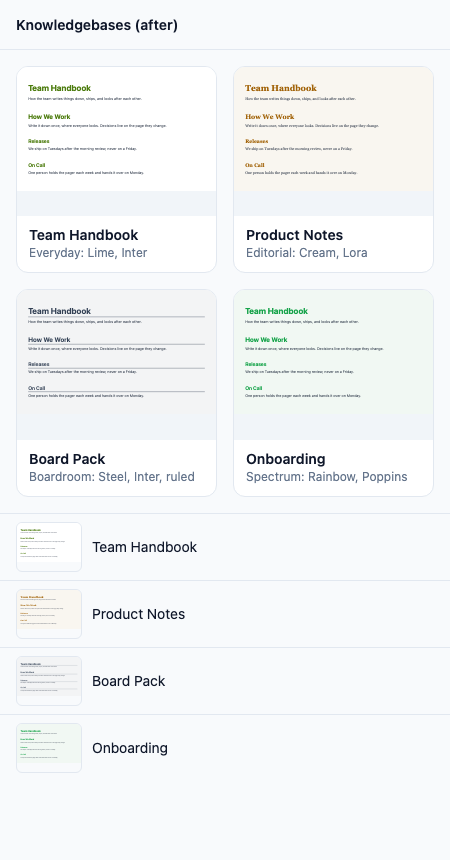 Knowledgebases (after)
Team Handbook
How the team writes things down, ships, and looks after each other.
How We Work
Write it down once, where everyone looks. Decisions live on the page they change.
Releases
We ship on Tuesdays after the morning review, never on a Friday.
On Call
One person holds the pager each week and hands it over on Monday.
Team Handbook
Everyday: Lime, Inter
Team Handbook
How the team writes things down, ships, and looks after each other.
How We Work
Write it down once, where everyone looks. Decisions live on the page they change.
Releases
We ship on Tuesdays after the morning review, never on a Friday.
On Call
One person holds the pager each week and hands it over on Monday.
Product Notes
Editorial: Cream, Lora
Team Handbook
How the team writes things down, ships, and looks after each other.
How We Work
Write it down once, where everyone looks. Decisions live on the page they change.
Releases
We ship on Tuesdays after the morning review, never on a Friday.
On Call
One person holds the pager each week and hands it over on Monday.
Board Pack
Boardroom: Steel, Inter, ruled
Team Handbook
How the team writes things down, ships, and looks after each other.
How We Work
Write it down once, where everyone looks. Decisions live on the page they change.
Releases
We ship on Tuesdays after the morning review, never on a Friday.
On Call
One person holds the pager each week and hands it over on Monday.
Onboarding
Spectrum: Rainbow, Poppins
Team Handbook
Team Handbook
Team Handbook
Product Notes
Team Handbook
Board Pack
Team Handbook
Onboarding